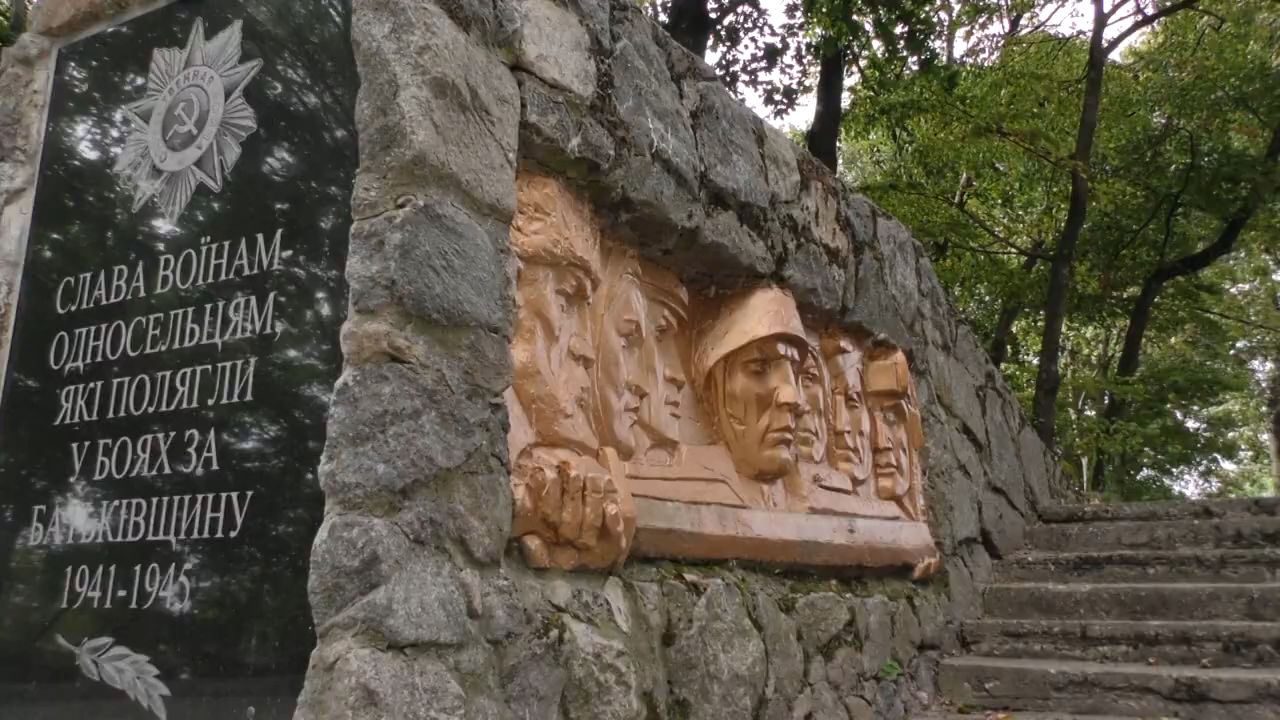 СЛАВА ВОЇНАМ-
ОДНОСЕЛЬЦЯМ,
ЯКІ ПОЛЯГЛИ
У БОЯХ ЗА
БАТЬКІВЩИНУ
1941-1945